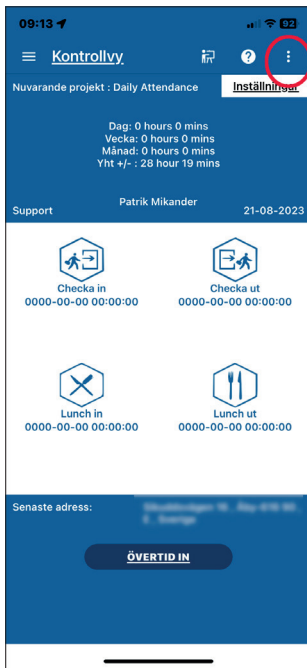 09:13
92
Kontrollvy
?
Nuvarande projekt : Daily Attendance
Inställningar
Dag: 0 hours 0 mins
Vecka: 0 hours 0 mins
Månad: 0 hours 0 mins
Yht +/- : 28 hour 19 mins
Patrik Mikander
Support
21-08-2023
Checka in
0000-00-00 00:00:00
Checka ut
0000-00-00 00:00:00
Lunch in
0000-00-00 00:00:00
Lunch ut
0000-00-00 00:00:00
Senaste adress:
ÖVERTID IN